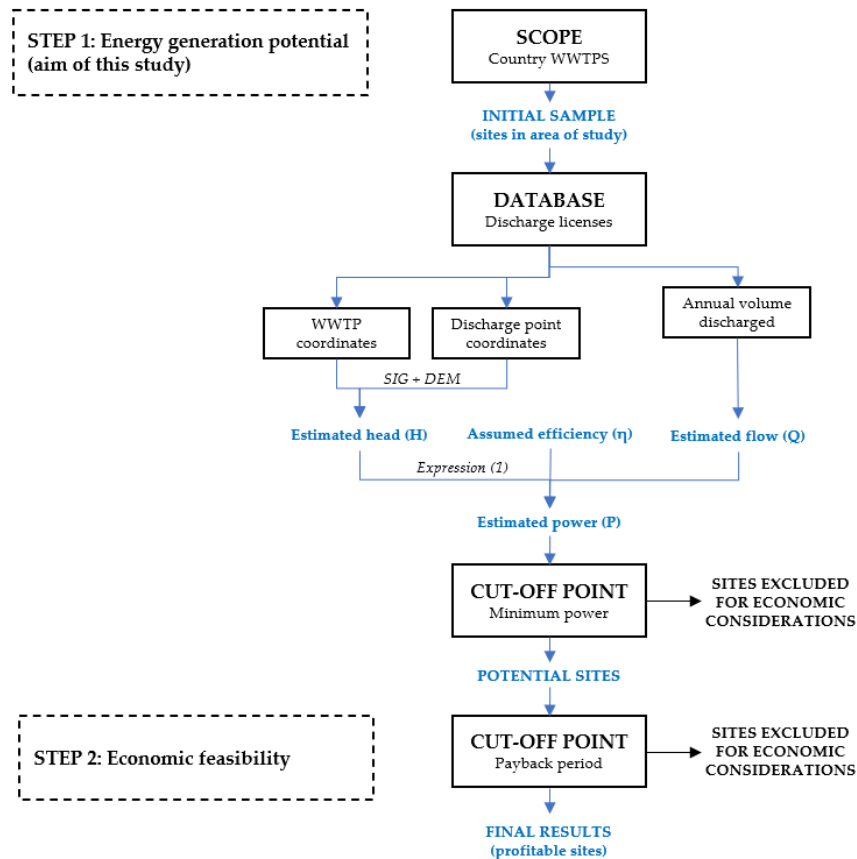 STEP 1: Energy generation potential
(aim of this study)
SCOPE
Country WWTPS
INITIAL SAMPLE
(sites in area of study)
DATABASE
Discharge licenses
WWTP
coordinates
Discharge point
coordinates
Annual volume
discharged
SIG + DEM
Estimated head (H)
Assumed efficiency (η)
Estimated flow (Q)
Expression (1)
Estimated power (P)
CUT-OFF POINT
Minimum power
SITES EXCLUDED
FOR ECONOMIC
CONSIDERATIONS
POTENTIAL SITES
STEP 2: Economic feasibility
CUT-OFF POINT
Payback period
SITES EXCLUDED
FOR ECONOMIC
CONSIDERATIONS
FINAL RESULTS
(profitable sites)